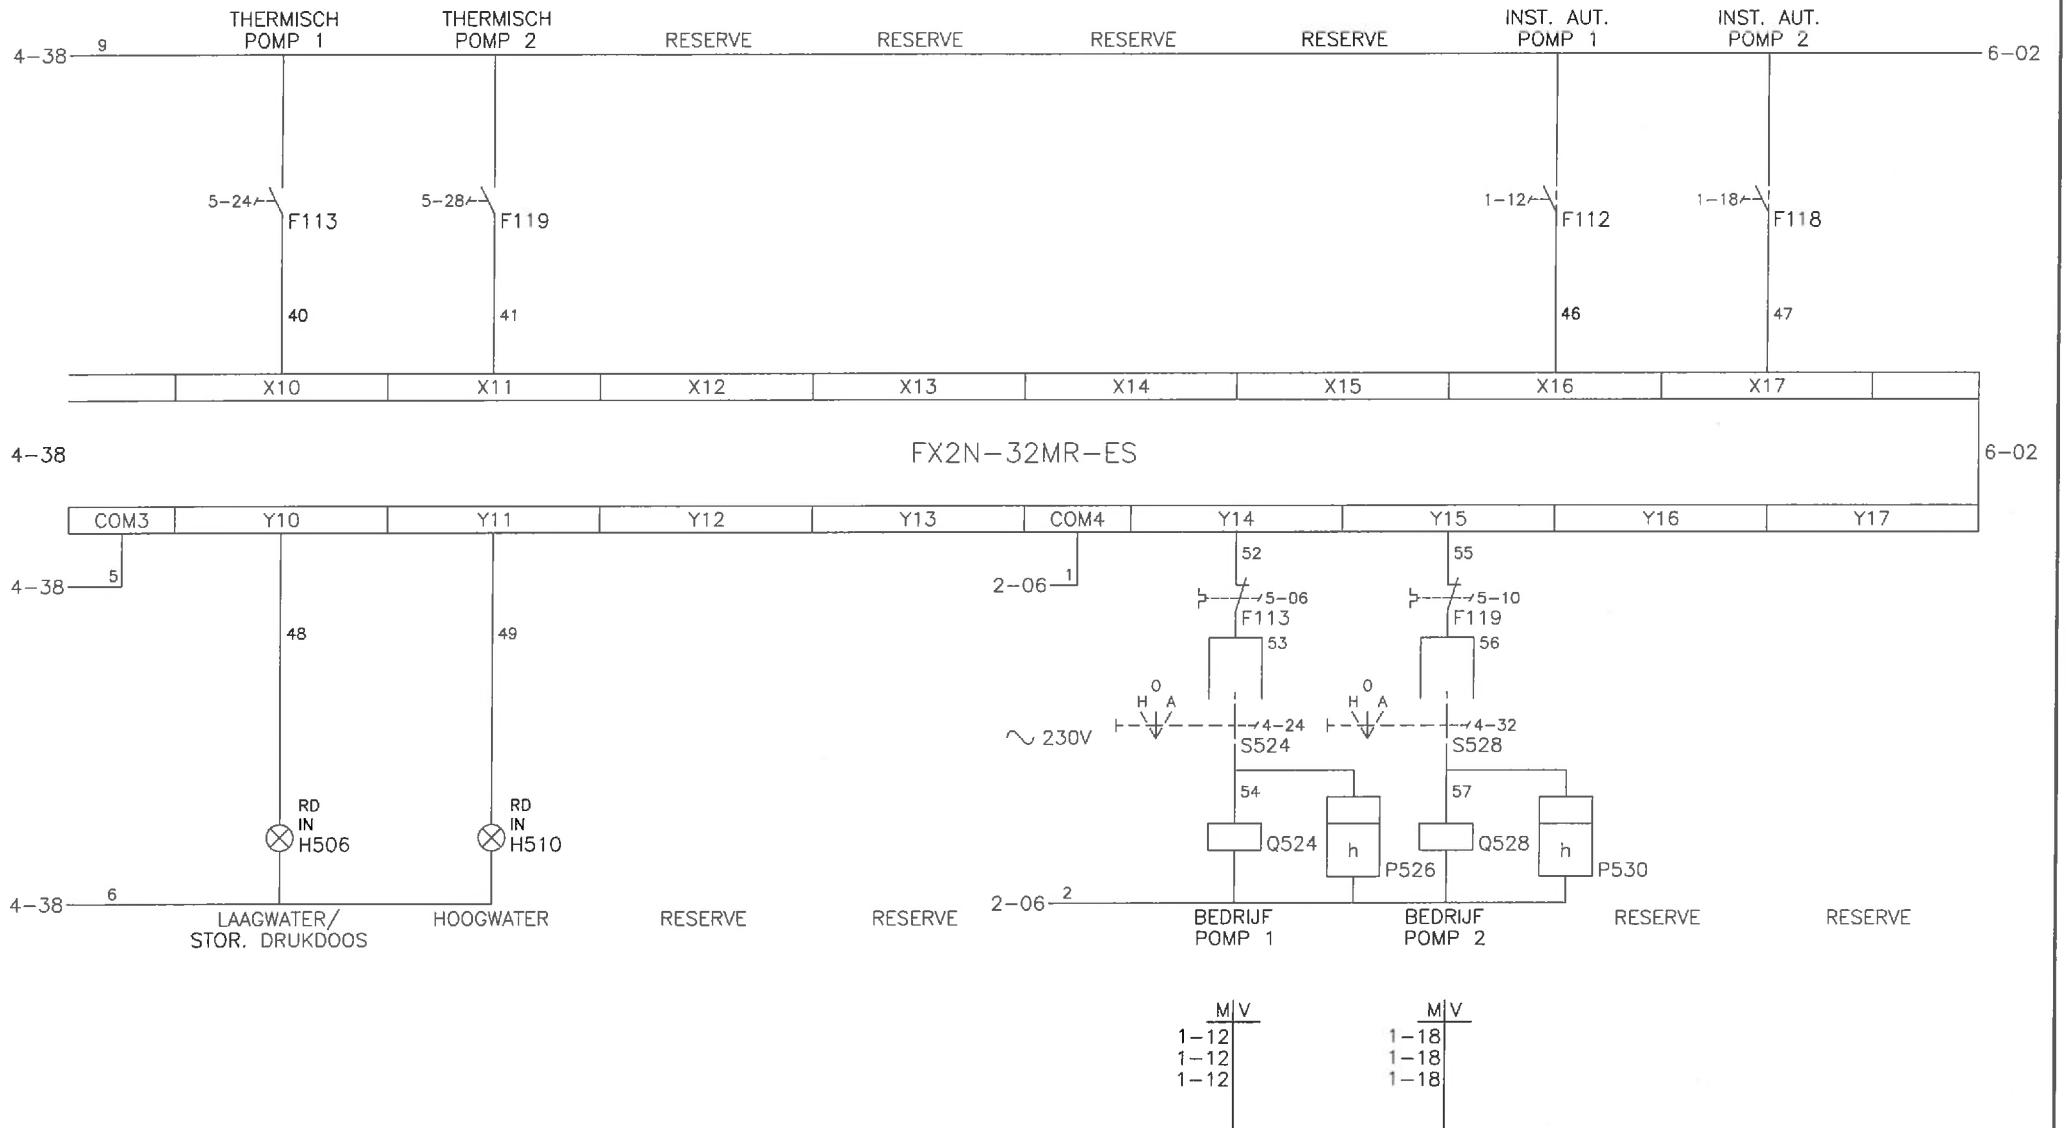 THERMISCH
POMP 1
THERMISCH
POMP 2
RESERVE
RESERVE
RESERVE
RESERVE
INST. AUT.
POMP 1
INST. AUT.
POMP 2
4-38
9
6-02
5-24
F113
5-28
F119
1-12
F112
1-18
F118
40
41
46
47
X10
X11
X12
X13
X14
X15
X16
X17
4-38
FX2N-32MR-ES
6-02
COM3
Y10
Y11
Y12
Y13
COM4
Y14
Y15
Y16
Y17
4-38
5
2-06
1
52
55
5-06
F113
5-10
F119
48
49
53
56
H O A
4-24
S524
H O A
4-32
S528
230V
54
57
RD
IN
H506
RD
IN
H510
Q524
h
P526
Q528
h
P530
4-38
6
2-06
2
LAAGWATER/
STOR. DRUKDOOS
HOOGWATER
RESERVE
RESERVE
BEDRIJF
POMP 1
BEDRIJF
POMP 2
RESERVE
RESERVE
M V
1-12
1-12
1-12
M V
1-18
1-18
1-18